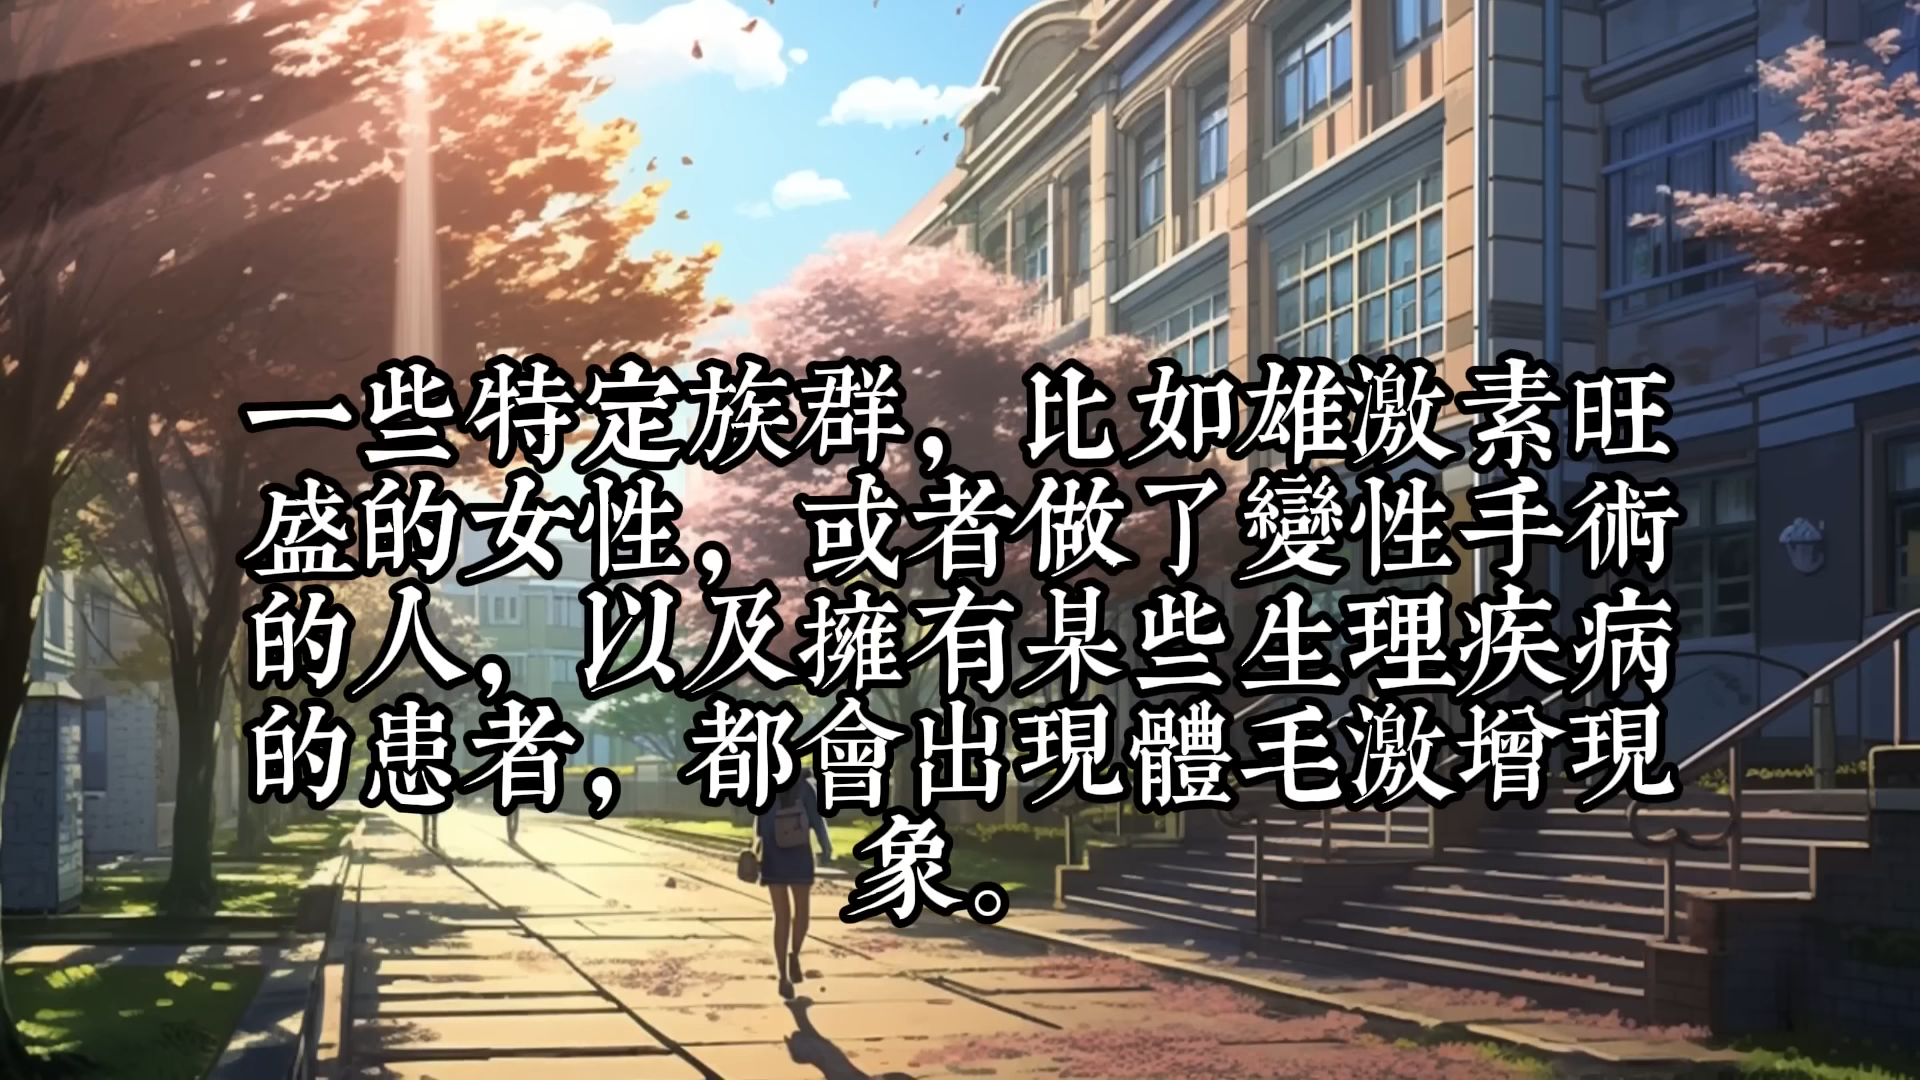 一些特定族群，比如雄激素旺
盛的女性，或者做了變性手術
的人，以及擁有某些生理疾病
的患者，都會出現體毛激增現
象。